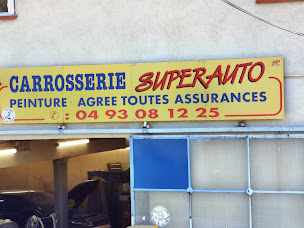 CARROSSERIE SUPERAUTO
PEINTURE - AGREE TOUTES ASSURANCES
: 04 93 08 12 25